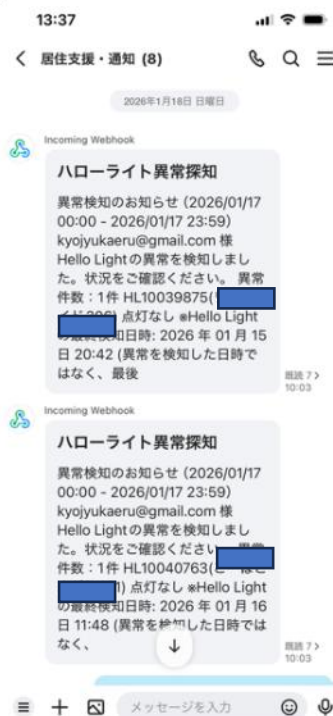 13:37
居住支援・通知 (8)
2026年1月18日 日曜日
Incoming Webhook
ハローライト異常探知
異常検知のお知らせ (2026/01/17
00:00 - 2026/01/17 23:59)
kyojyukaeru@gmail.com 様
Hello Lightの異常を検知しまし
た。状況をご確認ください。 異常
件数：1件 HL10039875(
点灯なし ※Hello Light
の最終検知日時: 2026 年 01 月 15
日 20:42 (異常を検知した日時で
はなく、最後
既読 7
10:03
Incoming Webhook
ハローライト異常探知
異常検知のお知らせ (2026/01/17
00:00 - 2026/01/17 23:59)
kyojyukaeru@gmail.com 様
Hello Lightの異常を検知しまし
た。状況をご確認ください。 異常
件数：1件 HL10040763(
1) 点灯なし ※Hello Light
の最終検知日時: 2026 年 01 月 16
日 11:48 (異常を検知した日時では
なく、
既読 7
10:03
メッセージを入力